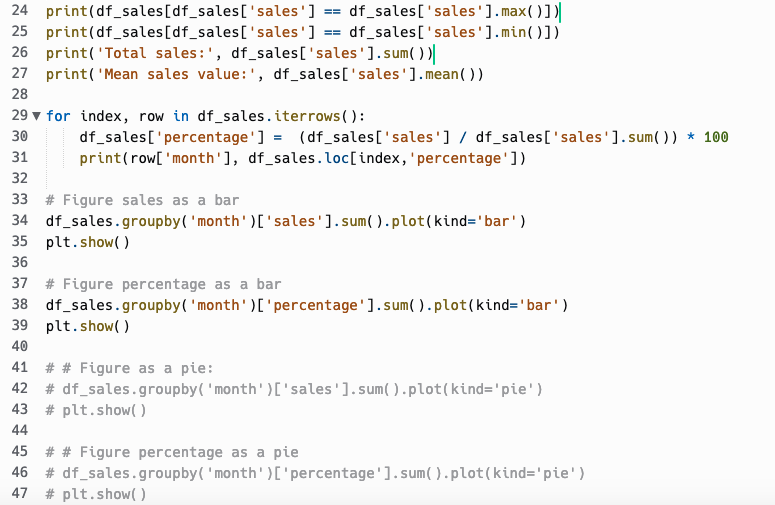 24 print(df_sales[df_sales['sales'] == df_sales['sales'].max()])
25 print(df_sales[df_sales['sales'] == df_sales['sales'].min()])
26 print('Total sales:', df_sales['sales'].sum())
27 print('Mean sales value:', df_sales['sales'].mean())
28
29 for index, row in df_sales.iterrows():
30     df_sales['percentage'] =  (df_sales['sales'] / df_sales['sales'].sum()) * 100
31     print(row['month'], df_sales.loc[index,'percentage'])
32
33 # Figure sales as a bar
34 df_sales.groupby('month')['sales'].sum().plot(kind='bar')
35 plt.show()
36
37 # Figure percentage as a bar
38 df_sales.groupby('month')['percentage'].sum().plot(kind='bar')
39 plt.show()
40
41 # # Figure as a pie:
42 # df_sales.groupby('month')['sales'].sum().plot(kind='pie')
43 # plt.show()
44
45 # # Figure percentage as a pie
46 # df_sales.groupby('month')['percentage'].sum().plot(kind='pie')
47 # plt.show()